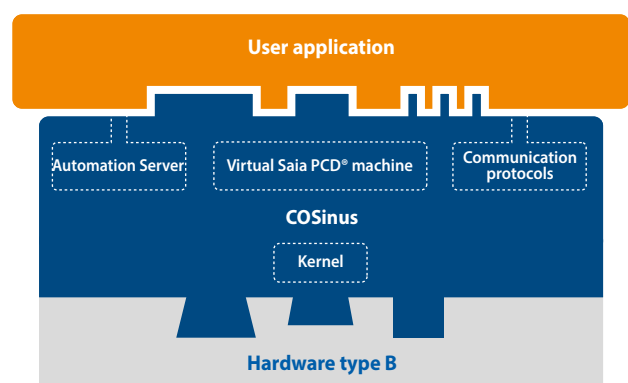 User application
Automation Server
Virtual Saia PCD® machine
Communication
protocols
COSinus
Kernel
Hardware type B